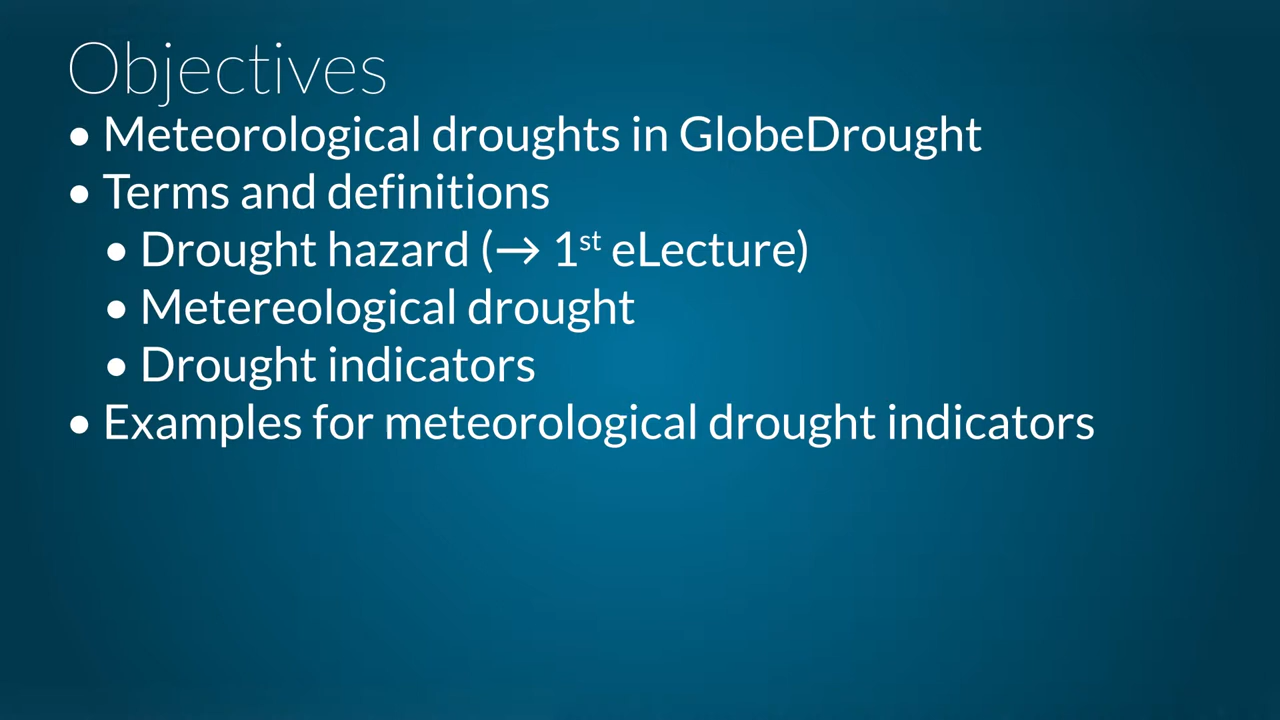 Objectives
• Meteorological droughts in GlobeDrought
• Terms and definitions
• Drought hazard (→ 1st eLecture)
• Metereological drought
• Drought indicators
• Examples for meteorological drought indicators